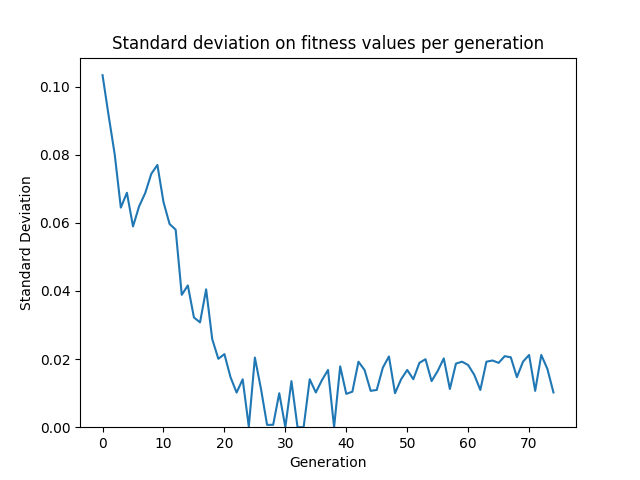 Standard deviation on fitness values per generation
0.10
0.08
0.06
0.04
0.02
0.00
Standard Deviation
0 10 20 30 40 50 60 70
Generation